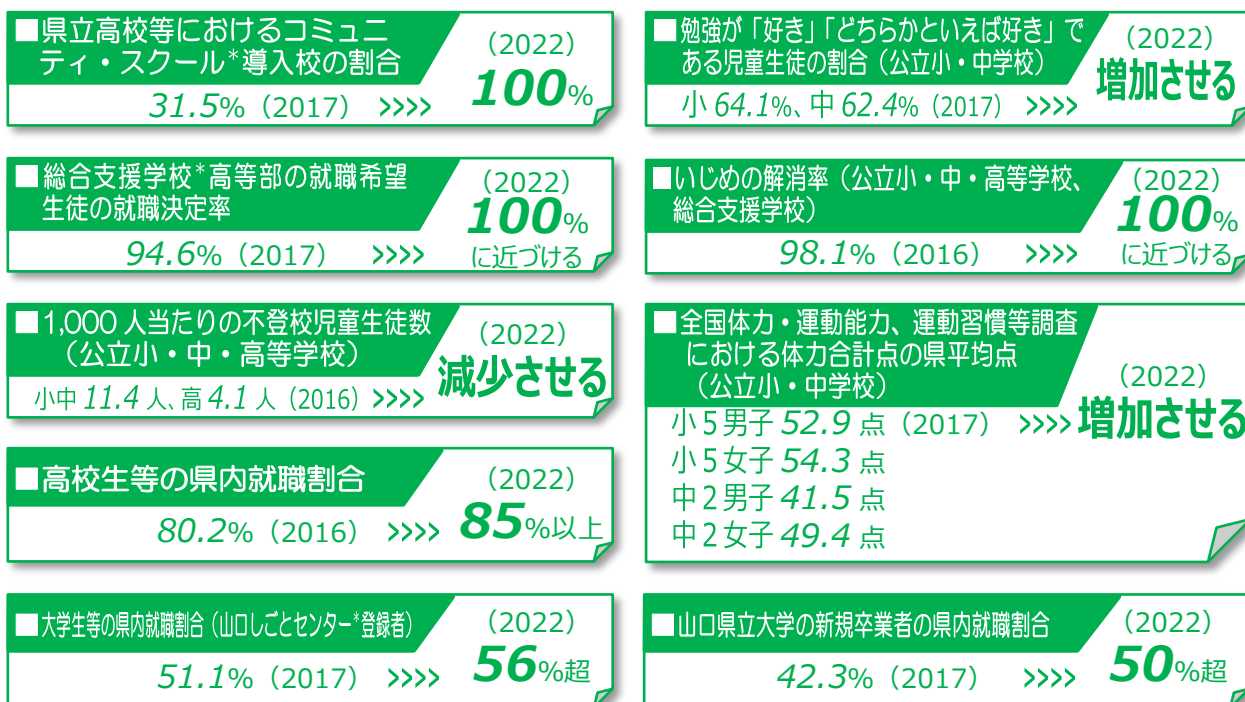 ■県立高校等におけるコミュニ
ティ・スクール*導入校の割合
31.5%（2017） >>>>
（2022）
100%
■勉強が「好き」「どちらかといえば好き」で
ある児童生徒の割合（公立小・中学校）
小 64.1%、中 62.4%（2017） >>>>
（2022）
増加させる
■総合支援学校*高等部の就職希望
生徒の就職決定率
94.6%（2017） >>>>
（2022）
100%
に近づける
■いじめの解消率（公立小・中・高等学校、
総合支援学校）
98.1%（2016） >>>>
（2022）
100%
に近づける
■1,000 人当たりの不登校児童生徒数
（公立小・中・高等学校）
小中 11.4 人、高 4.1 人（2016） >>>>
（2022）
減少させる
■全国体力・運動能力、運動習慣等調査
における体力合計点の県平均点
（公立小・中学校）
小５男子 52.9 点（2017） >>>>
小５女子 54.3 点
中２男子 41.5 点
中２女子 49.4 点
（2022）
増加させる
■高校生等の県内就職割合
80.2%（2016） >>>>
（2022）
85%以上
■大学生等の県内就職割合（山口しごとセンター*登録者）
51.1%（2017） >>>>
（2022）
56%超
■山口県立大学の新規卒業者の県内就職割合
42.3%（2017） >>>>
（2022）
50%超